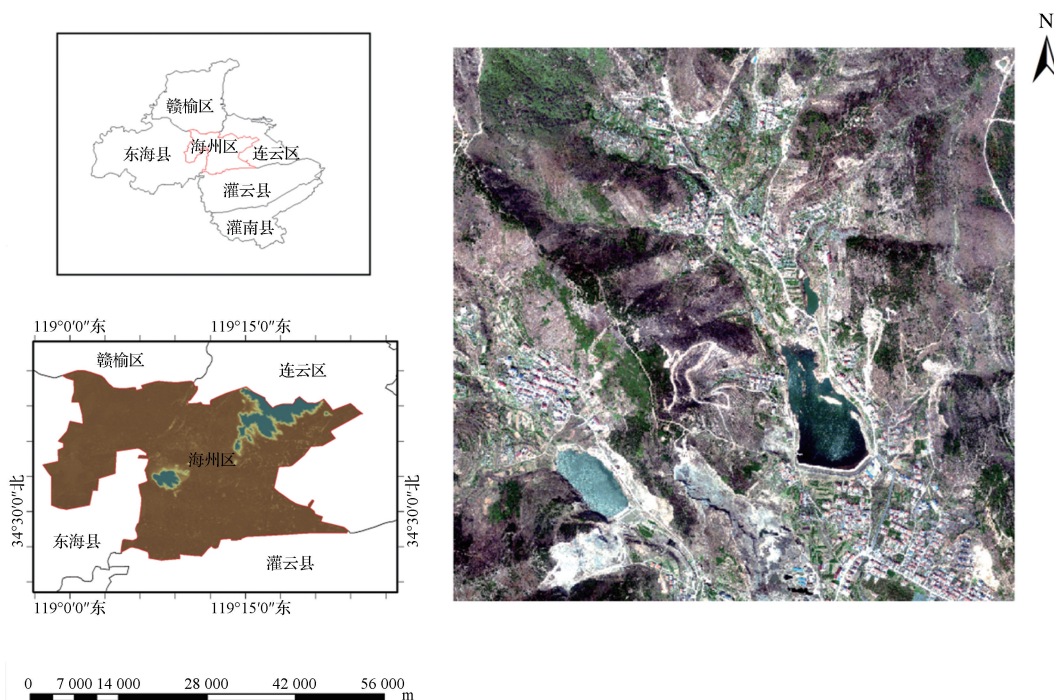 N
赣榆区
东海县
海州区
连云区
灌云县
灌南县
119°0′0″东
119°15′0″东
赣榆区
连云区
海州区
34°30′0″北
34°30′0″北
东海县
灌云县
119°0′0″东
119°15′0″东
0 7 000 14 000 28 000 42 000 56 000
m